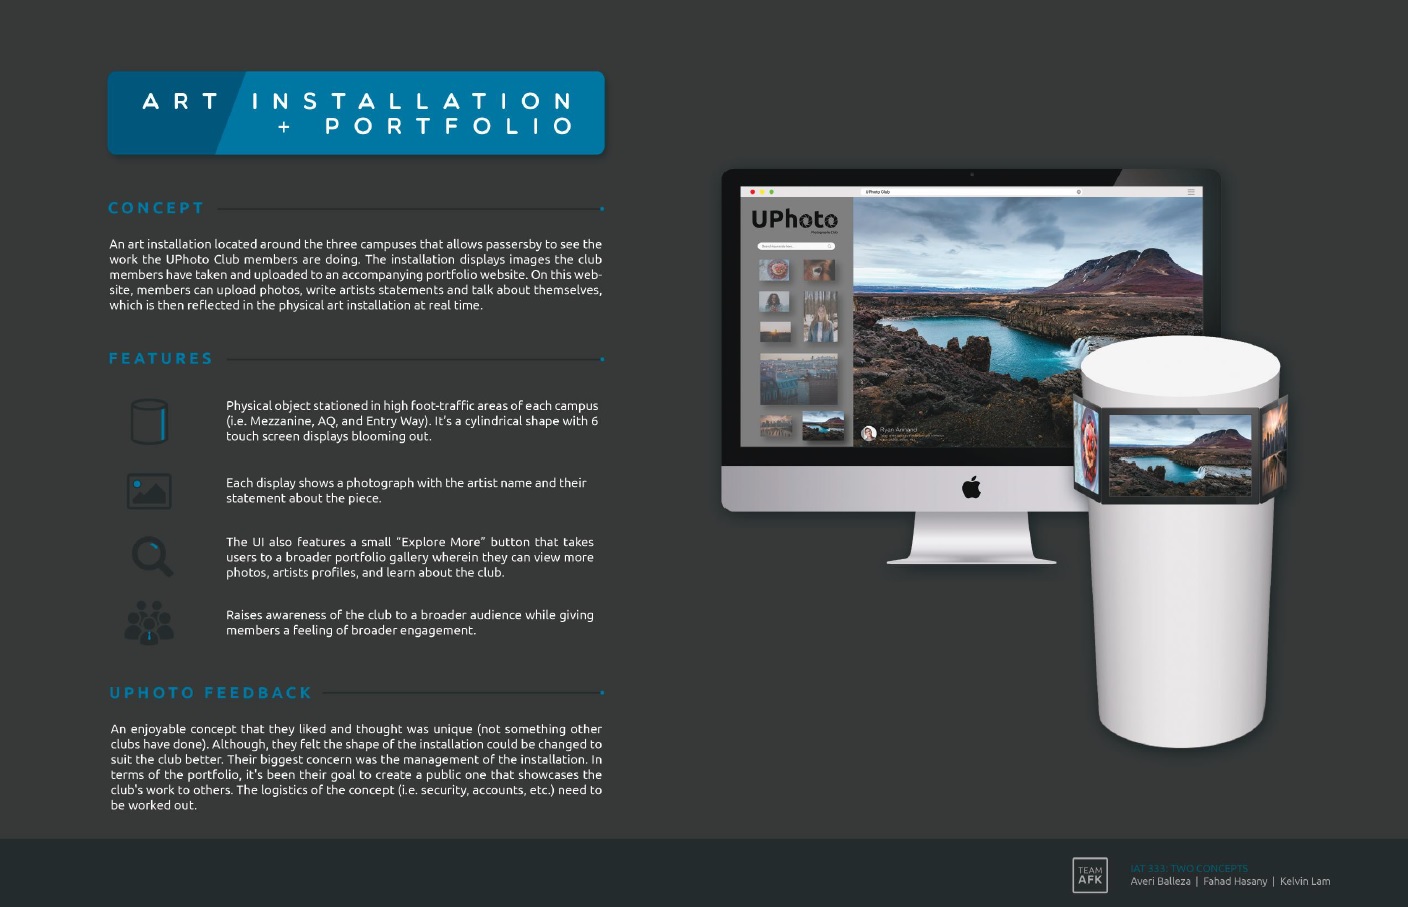 ART INSTALLATION
+ PORTFOLIO
CONCEPT
An art installation located around the three campuses that allows passersby to see the
work the UPhoto Club members are doing. The installation displays images the club
members have taken and uploaded to an accompanying portfolio website. On this web-
site, members can upload photos, write artists statements and talk about themselves,
which is then reflected in the physical art installation at real time.
FEATURES
Physical object stationed in high foot-traffic areas of each campus
(i.e. Mezzanine, AQ, and Entry Way). It's a cylindrical shape with 6
touch screen displays blooming out.
Each display shows a photograph with the artist name and their
statement about the piece.
The UI also features a small “Explore More” button that takes
users to a broader portfolio gallery wherein they can view more
photos, artists profiles, and learn about the club.
Raises awareness of the club to a broader audience while giving
members a feeling of broader engagement.
UPHOTO FEEDBACK
An enjoyable concept that they liked and thought was unique (not something other
clubs have done). Although, they felt the shape of the installation could be changed to
suit the club better. Their biggest concern was the management of the installation. In
terms of the portfolio, it's been their goal to create a public one that showcases the
club's work to others. The logistics of the concept (i.e. security, accounts, etc.) need to
be worked out.
UPhoto Club
UPhoto
Photography Club
Ryan Armand
TEAM
AFK
IAT 333: TWO CONCEPTS
Averi Balleza | Fahad Hasany | Kelvin Lam